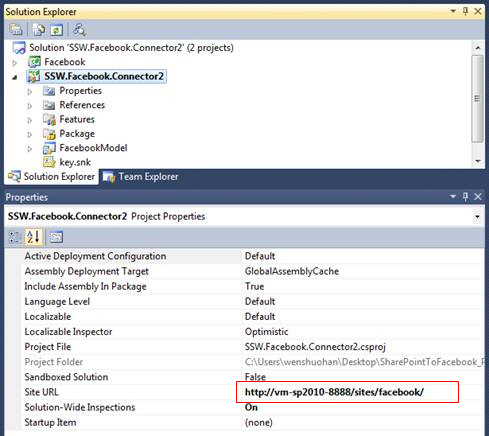 Solution Explorer
Solution 'SSW.Facebook.Connector2' (2 projects)
Facebook
SSW.Facebook.Connector2
Properties
References
Features
Package
FacebookModel
key.snk
Solution Explorer Team Explorer
Properties
SSW.Facebook.Connector2 Project Properties
Active Deployment Configuration Default
Assembly Deployment Target GlobalAssemblyCache
Include Assembly In Package True
Language Level Default
Localizable Default
Localizable Inspector Optimistic
Project File SSW.Facebook.Connector2.csproj
Project Folder C:\Users\wenshuohan\Desktop\SharePointToFacebook_
Sandboxed Solution False
Site URL http://vm-sp2010-8888/sites/facebook/
Solution-Wide Inspections On
Startup Item (none)